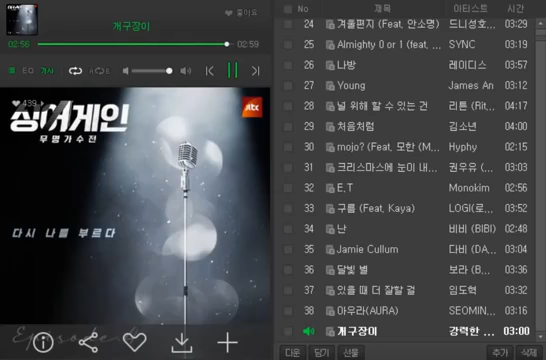 좋아요
개구장이
02:56
02:59
EQ 가사
439
싱어게인
무명가수전
jtbc
다시 나를 부르다
Episode
No 제목 아티스트 시간
24 겨울편지 (Feat. 안소명) 드니성호... 03:29
25 Almighty 0 or 1 (feat, ... SYNC 03:19
26 나방 레이디스 03:57
27 Young James An 03:12
28 널 위해 할 수 있는 건 리튼 (Rit... 04:17
29 처음처럼 김소년 04:00
30 mojo? (Feat. 모한 (M... Hyphy 02:15
31 크리스마스에 눈이 내... 권우유 (... 03:03
32 E.T Monokim 02:56
33 구름 (Feat, Kaya) LOGI(로... 03:52
34 난 비비 (BIBI) 02:48
35 Jamie Cullum 다비 (DA... 03:04
36 달빛 별 보라 (B... 03:36
37 있을 때 더 잘할 걸 임도혁 03:32
38 아우라(AURA) SEOMIN... 03:16
개구장이 강력한 ... 03:00
다운 담기 선물 추가 삭제